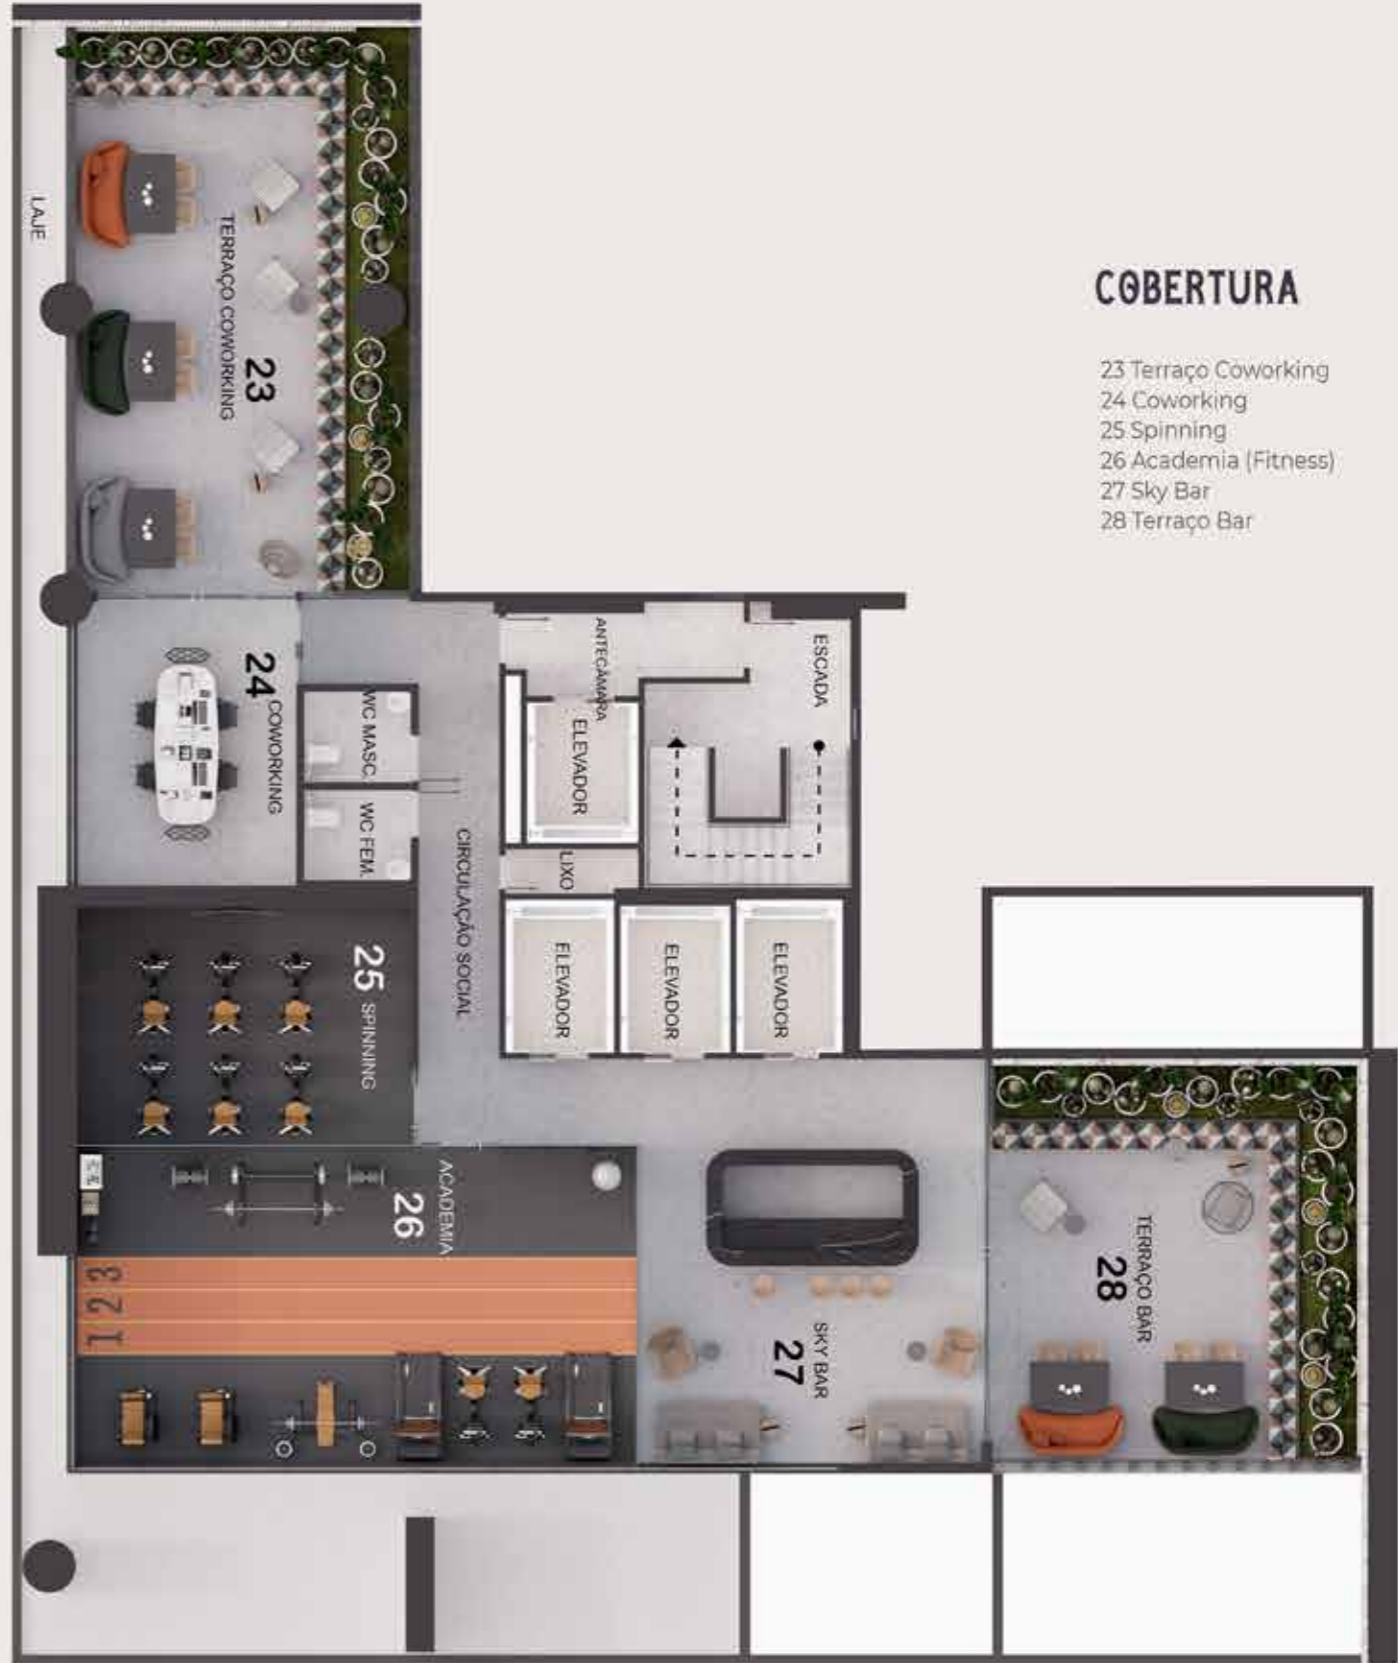 COBERTURA
23 Terraço Coworking
24 Coworking
25 Spinning
26 Academia (Fitness)
27 Sky Bar
28 Terraço Bar
LAJE
TERRAÇO COWORKING
23
24
COWORKING
WC MASC.
WC FEM.
CIRCULAÇÃO SOCIAL
ANTECÂMARA
ELEVADOR
ESCADA
LIXO
ELEVADOR
ELEVADOR
ELEVADOR
25
SPINNING
ACADEMIA
26
1 2 3
SKY BAR
27
TERRAÇO BAR
28